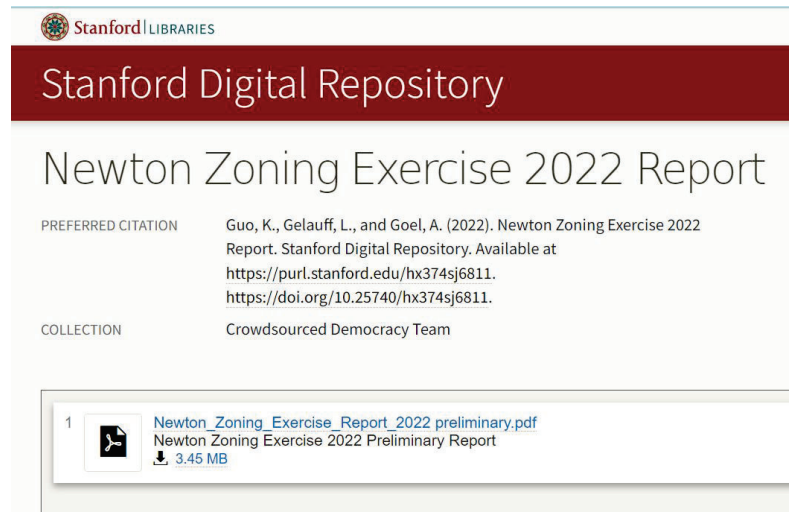 Stanford LIBRARIES
Stanford Digital Repository
Newton Zoning Exercise 2022 Report
PREFERRED CITATION
Guo, K., Gelauff, L., and Goel, A. (2022). Newton Zoning Exercise 2022
Report. Stanford Digital Repository. Available at
https://purl.stanford.edu/hx374sj6811.
https://doi.org/10.25740/hx374sj6811.
COLLECTION
Crowdsourced Democracy Team
1
Newton_Zoning_Exercise_Report_2022 preliminary.pdf
Newton Zoning Exercise 2022 Preliminary Report
3.45 MB